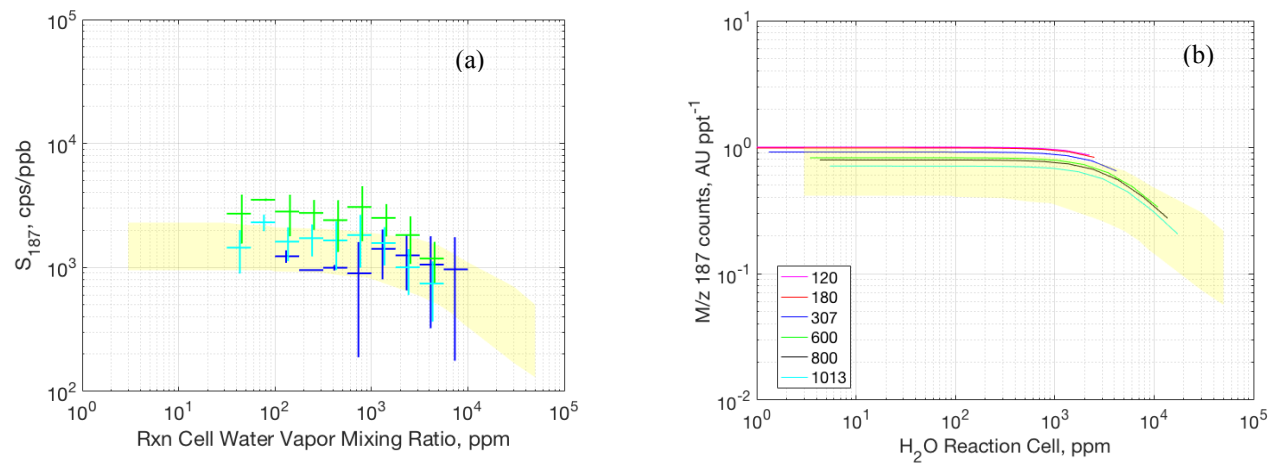 (a)
S187, cps/ppb
10^5
10^4
10^3
10^2
10^0 10^1 10^2 10^3 10^4 10^5
Rxn Cell Water Vapor Mixing Ratio, ppm
(b)
M/z 187 counts, AU ppt^-1
10^1
10^0
10^-1
10^-2
120
180
307
600
800
1013
10^0 10^1 10^2 10^3 10^4 10^5
H2O Reaction Cell, ppm